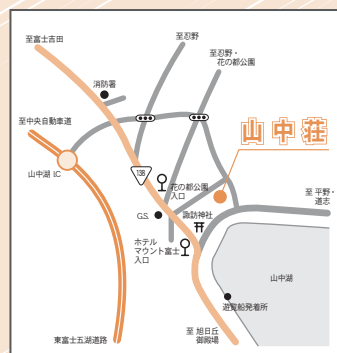 至富士吉田
至忍野
至忍野・
花の都公園
消防署
至中央自動車道
山中荘
138
山中湖 IC
花の都公園
入口
至 平野・
道志
G.S.
諏訪神社
ホテル
マウント富士
入口
山中湖
遊覧船発着所
至 旭日丘
御殿場
東富士五湖道路